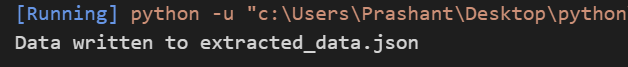 [Running] python -u "c:\Users\Prashant\Desktop\python
Data written to extracted_data.json